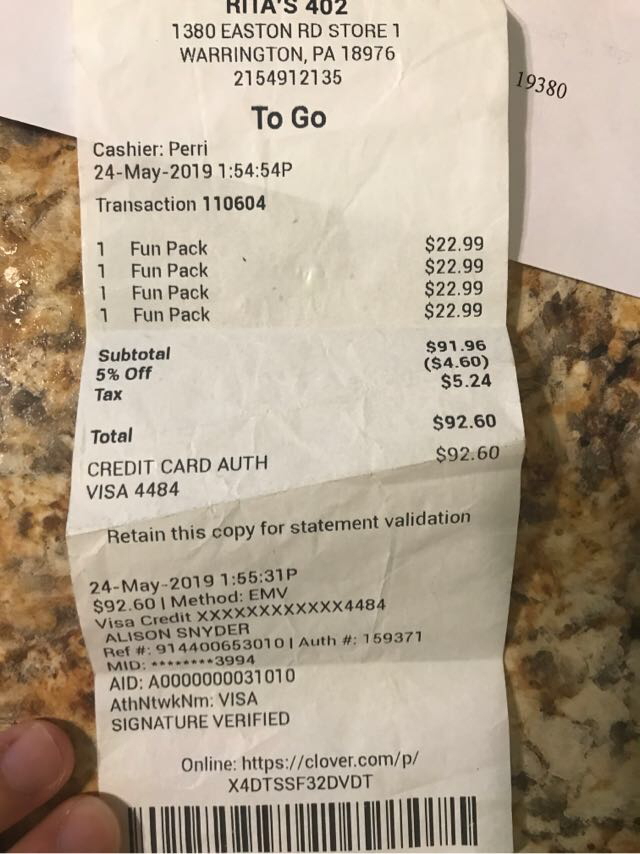 RITA'S 402
1380 EASTON RD STORE 1
WARRINGTON, PA 18976
2154912135
19380
To Go
Cashier: Perri
24-May-2019 1:54:54P
Transaction 110604
1 Fun Pack $22.99
1 Fun Pack $22.99
1 Fun Pack $22.99
1 Fun Pack $22.99
Subtotal $91.96
5% Off ($4.60)
Tax $5.24
Total $92.60
CREDIT CARD AUTH $92.60
VISA 4484
Retain this copy for statement validation
24-May-2019 1:55:31P
$92.60 | Method: EMV
Visa Credit XXXXXXXXXXXX4484
ALISON SNYDER
Ref #: 914400653010 | Auth #: 159371
MID: ********3994
AID: A0000000031010
AthNtwkNm: VISA
SIGNATURE VERIFIED
Online: https://clover.com/p/
X4DTSSF32DVDT